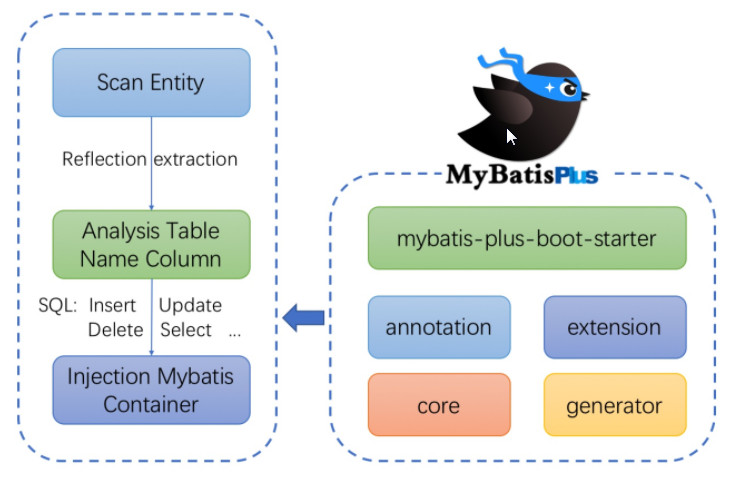 Scan Entity
Reflection extraction
Analysis Table
Name Column
SQL: Insert Update
Delete Select ...
Injection Mybatis
Container
MyBatisPlus
mybatis-plus-boot-starter
annotation
extension
core
generator